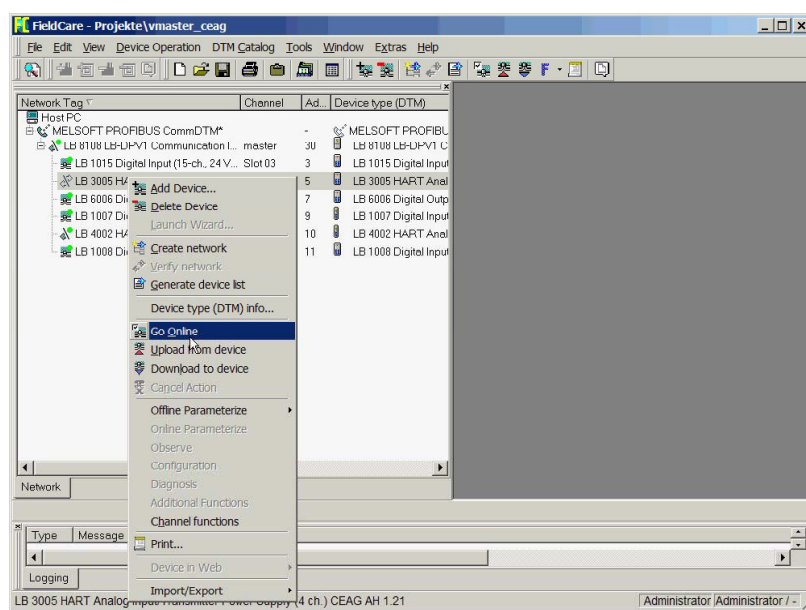 FieldCare - Projekte\vmaster_ceag
File Edit View Device Operation DTM Catalog Tools Window Extras Help
Network Tag Channel Ad... Device type (DTM)
Host PC
MELSOFT PROFIBUS CommDTM* - MELSOFT PROFIBU
LB 8108 LB-DPV1 Communication I... master 30 LB 8108 LB-DPV1 C
LB 1015 Digital Input (15-ch., 24 V... Slot 03 3 LB 1015 Digital Input
LB 3005 HA 5 LB 3005 HART Anal
LB 6006 Di 7 LB 6006 Digital Outp
LB 1007 Di 9 LB 1007 Digital Input
LB 4002 HA 10 LB 4002 HART Anal
LB 1008 Di 11 LB 1008 Digital Input
Add Device...
Delete Device
Launch Wizard...
Create network
Verify network
Generate device list
Device type (DTM) info...
Go Online
Upload from device
Download to device
Cancel Action
Offline Parameterize
Online Parameterize
Observe
Configuration
Diagnosis
Additional Functions
Channel functions
Print...
Device in Web
Import/Export
Network
Type Message
Logging
LB 3005 HART Analog (4 ch.) CEAG AH 1.21 Administrator Administrator / -